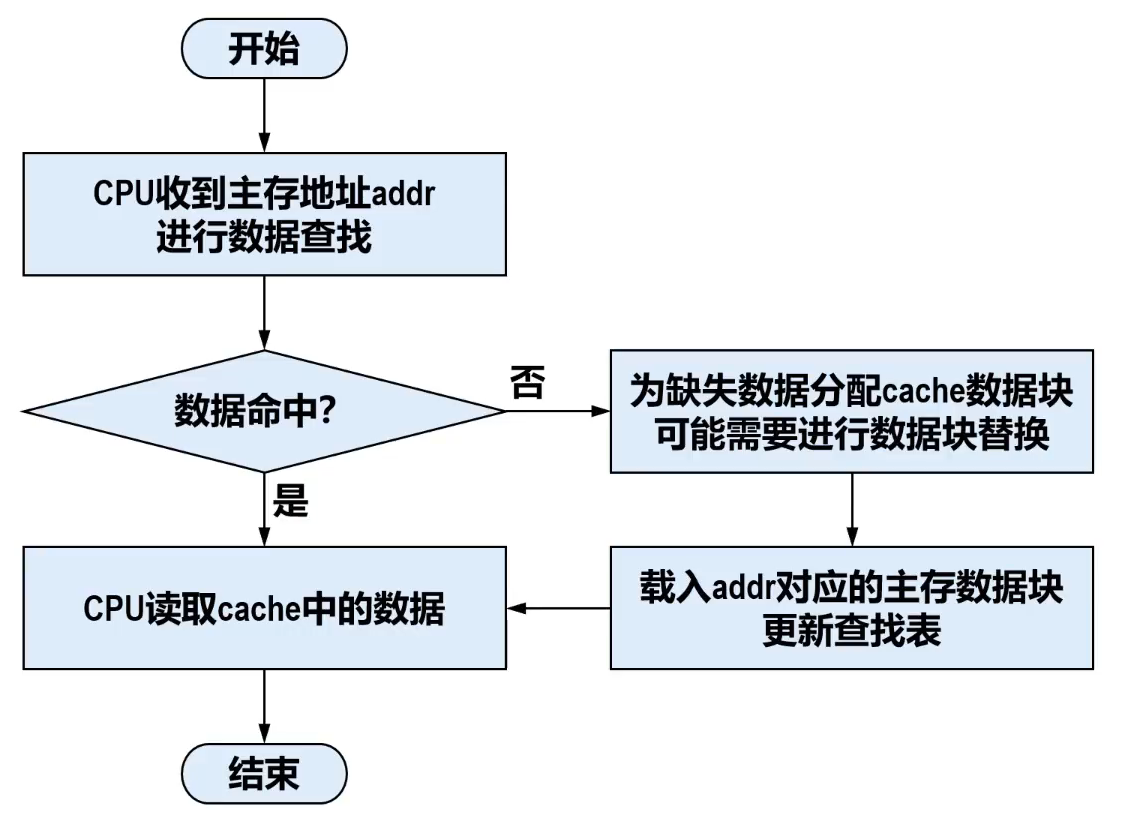 开始
CPU收到主存地址addr
进行数据查找
数据命中？
否
为缺失数据分配cache数据块
可能需要进行数据块替换
是
CPU读取cache中的数据
载入addr对应的主存数据块
更新查找表
结束